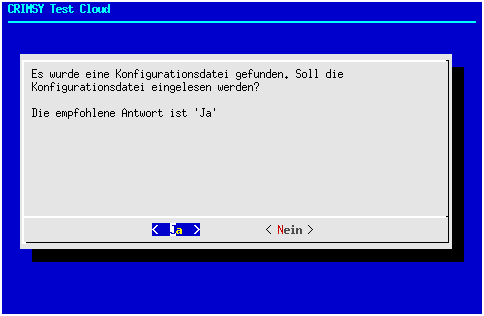 CRIMSY Test Cloud
Es wurde eine Konfigurationsdatei gefunden. Soll die
Konfigurationsdatei eingelesen werden?
Die empfohlene Antwort ist 'Ja'
< Ja > < Nein >